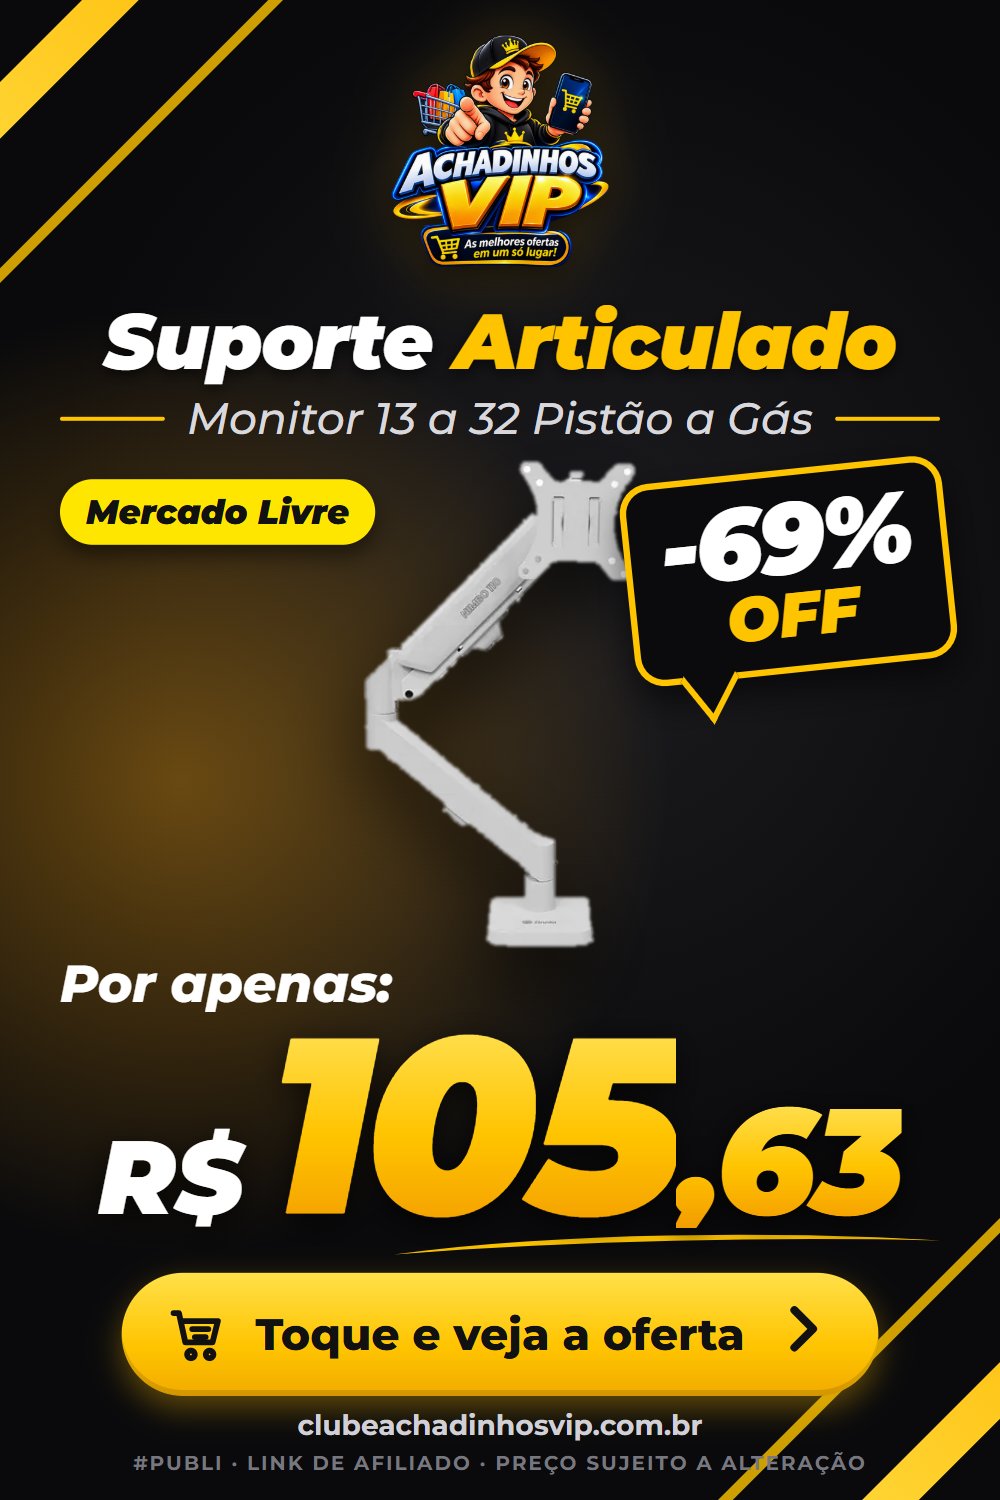 ACHADINHOS
VIP
As melhores ofertas
em um só lugar!
Suporte Articulado
Monitor 13 a 32 Pistão a Gás
Mercado Livre
-69%
OFF
Por apenas:
R$ 105,63
Toque e veja a oferta
clubeachadinhosvip.com.br
#PUBLI · LINK DE AFILIADO · PREÇO SUJEITO A ALTERAÇÃO